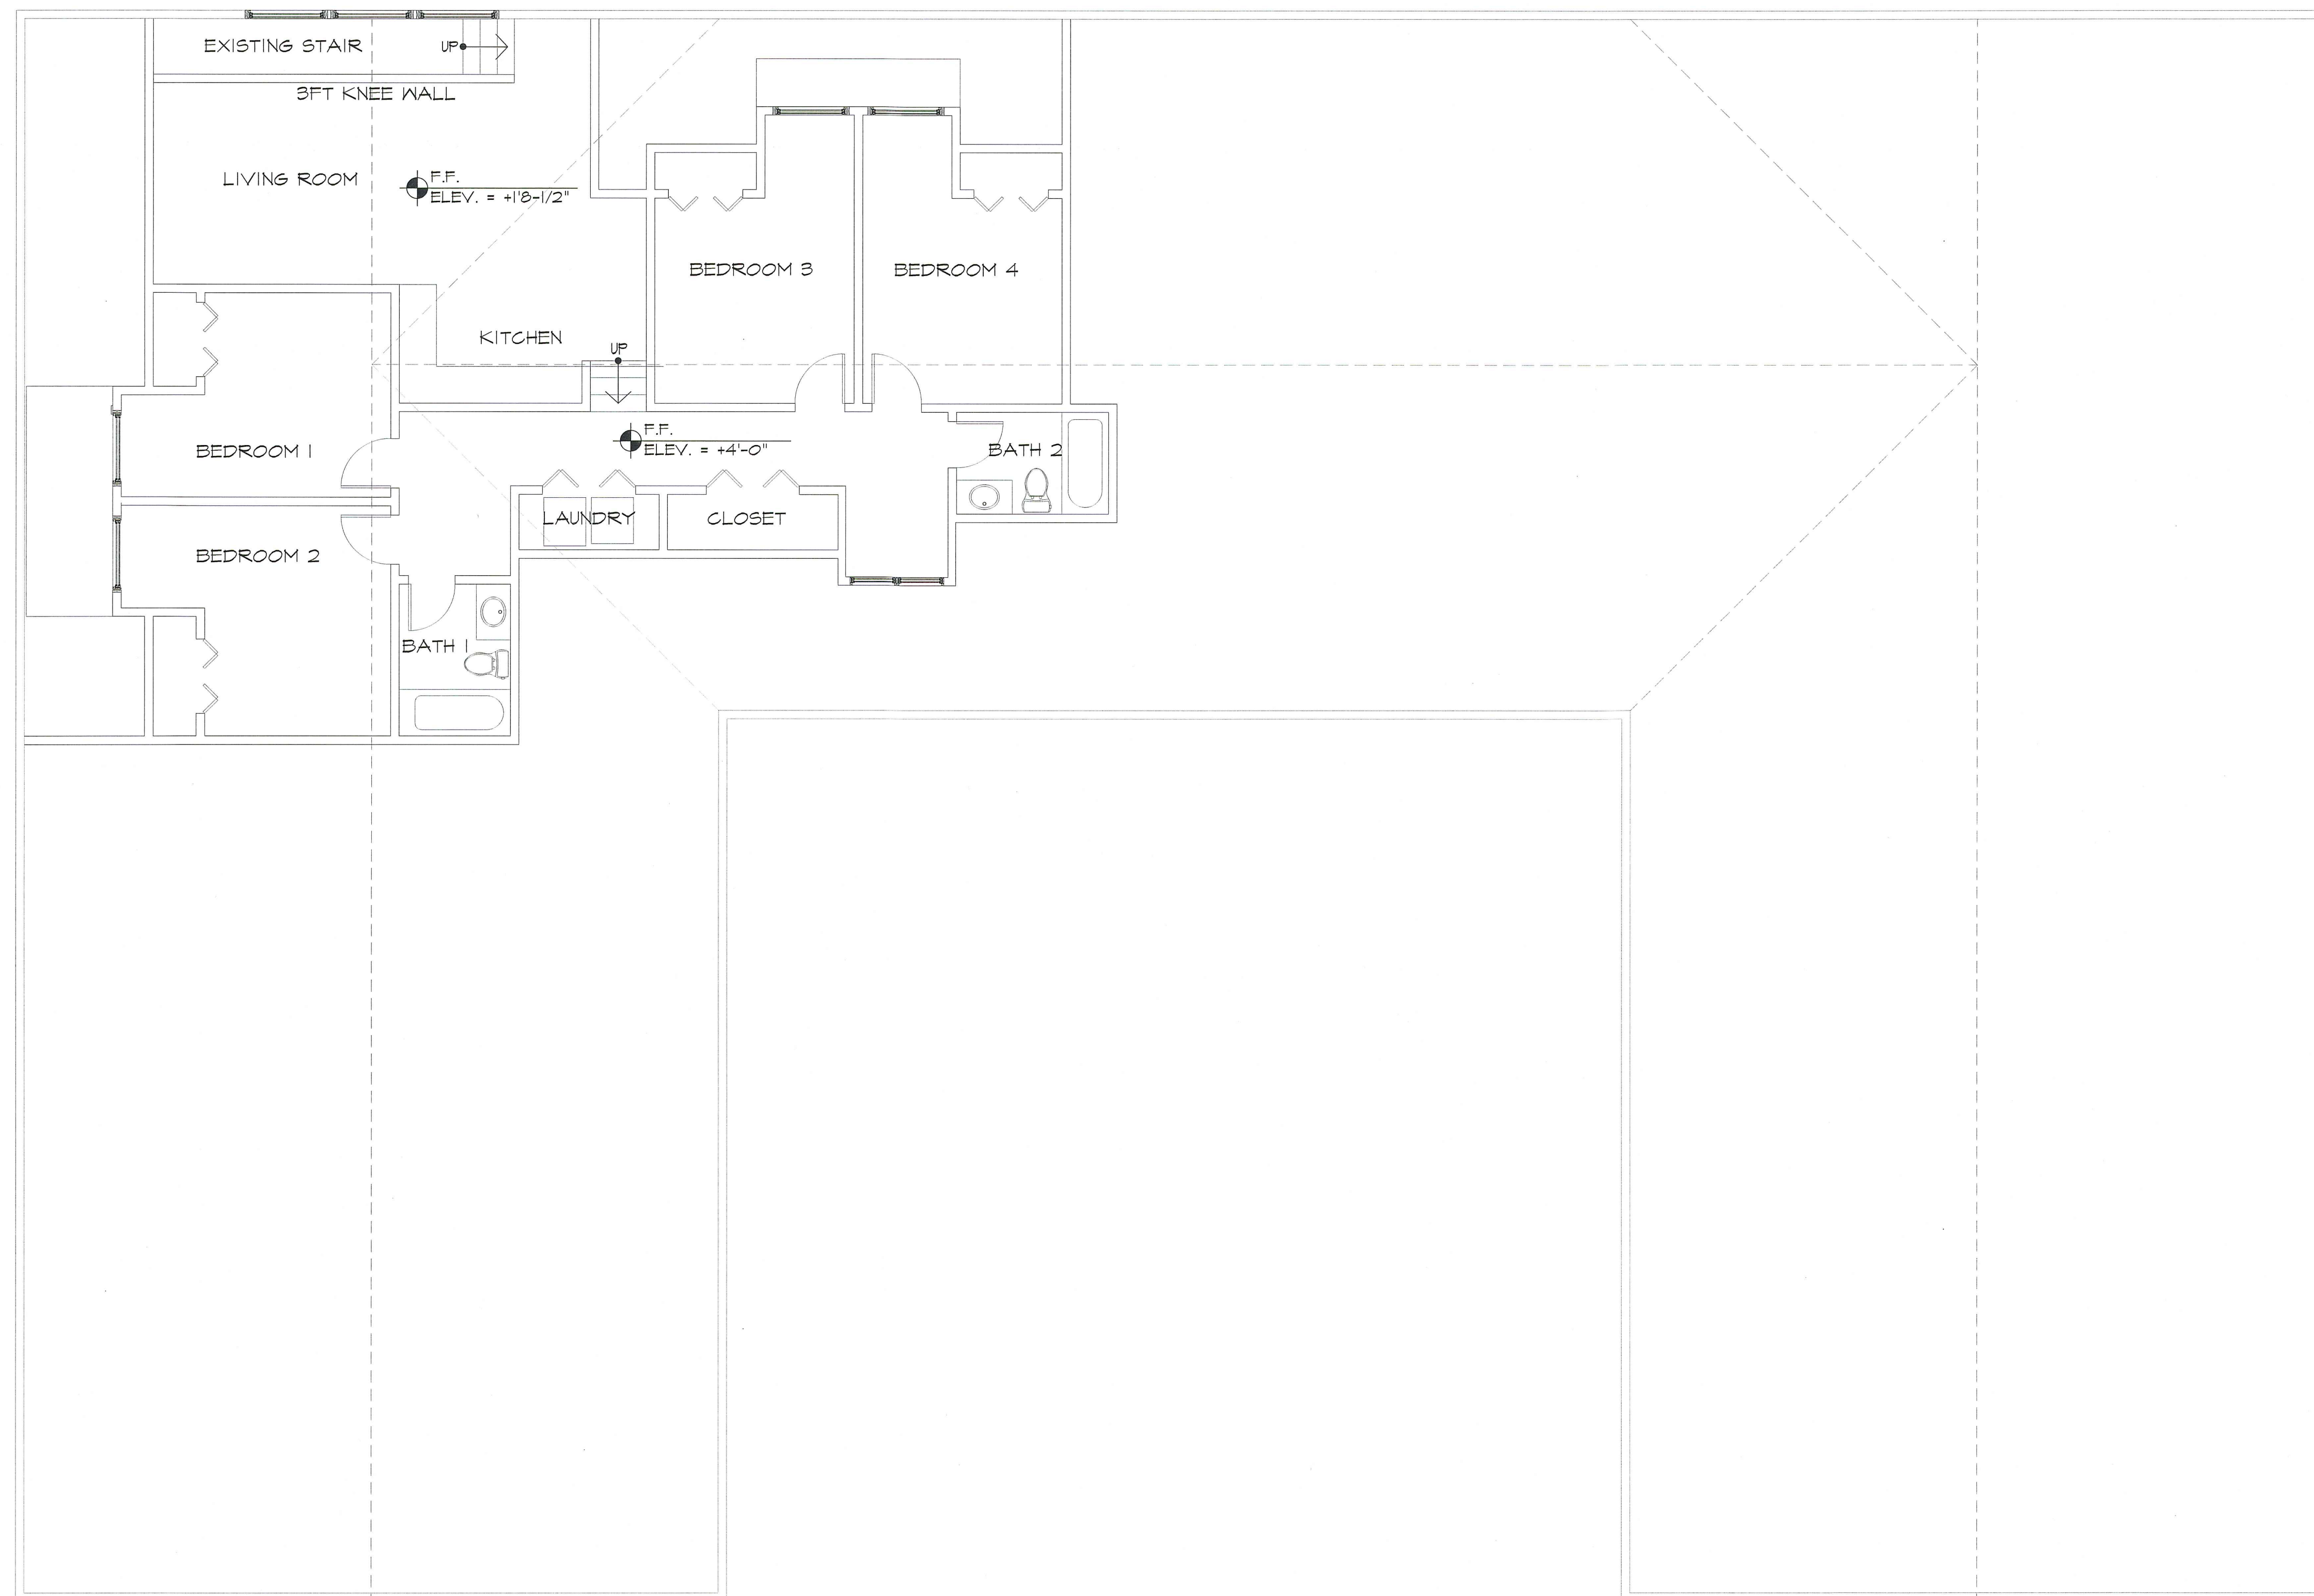 EXISTING STAIR
UP
3FT KNEE WALL
LIVING ROOM
F.F.
ELEV. = +1'8-1/2"
BEDROOM 3
BEDROOM 4
KITCHEN
UP
BEDROOM 1
F.F.
ELEV. = +4'-0"
BATH 2
LAUNDRY
CLOSET
BEDROOM 2
BATH 1